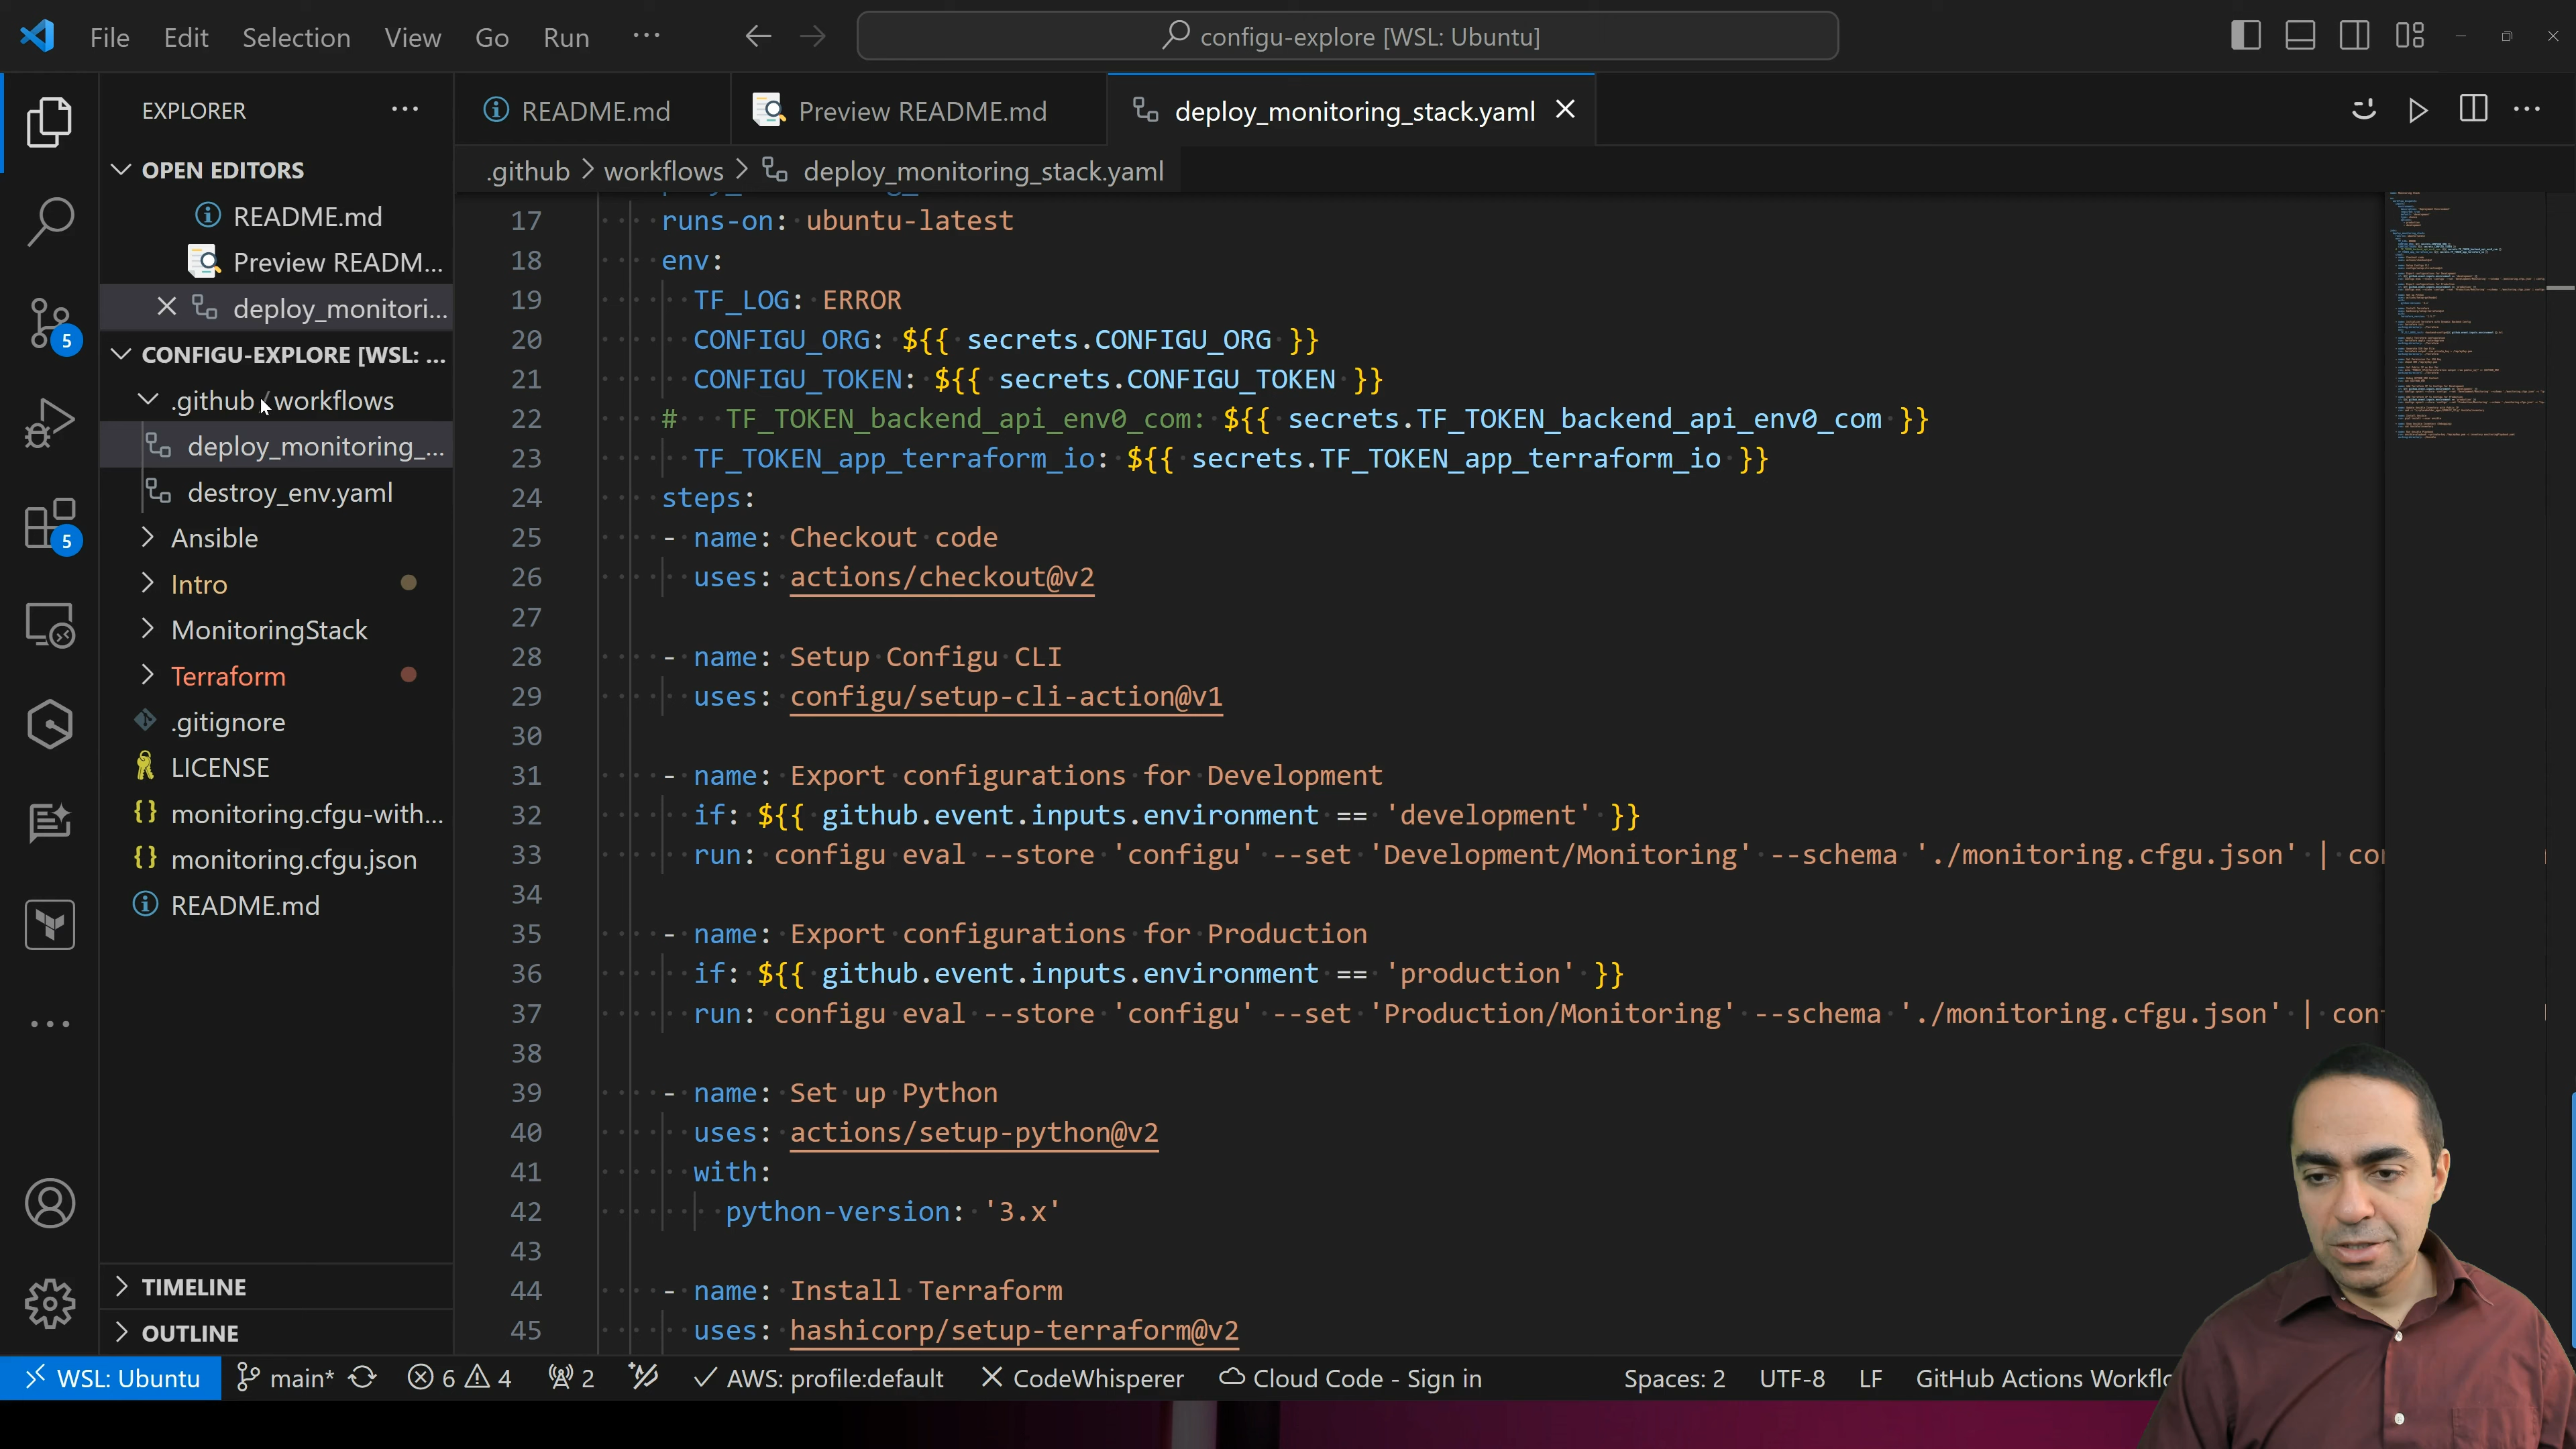 File Edit Selection View Go Run ···
configu-explore [WSL: Ubuntu]
EXPLORER
OPEN EDITORS
README.md
Preview READM...
deploy_monitori...
CONFIGU-EXPLORE [WSL: ...
.github / workflows
deploy_monitoring_...
destroy_env.yaml
Ansible
Intro
MonitoringStack
Terraform
.gitignore
LICENSE
monitoring.cfgu-with...
monitoring.cfgu.json
README.md
TIMELINE
OUTLINE
5
5
README.md
Preview README.md
deploy_monitoring_stack.yaml
.github > workflows > deploy_monitoring_stack.yaml
17 runs-on: ubuntu-latest
18 env:
19 TF_LOG: ERROR
20 CONFIGU_ORG: ${{ secrets.CONFIGU_ORG }}
21 CONFIGU_TOKEN: ${{ secrets.CONFIGU_TOKEN }}
22 # TF_TOKEN_backend_api_env0_com: ${{ secrets.TF_TOKEN_backend_api_env0_com }}
23 TF_TOKEN_app_terraform_io: ${{ secrets.TF_TOKEN_app_terraform_io }}
24 steps:
25 - name: Checkout code
26 uses: actions/checkout@v2
27
28 - name: Setup Configu CLI
29 uses: configu/setup-cli-action@v1
30
31 - name: Export configurations for Development
32 if: ${{ github.event.inputs.environment == 'development' }}
33 run: configu eval --store 'configu' --set 'Development/Monitoring' --schema './monitoring.cfgu.json' | co
34
35 - name: Export configurations for Production
36 if: ${{ github.event.inputs.environment == 'production' }}
37 run: configu eval --store 'configu' --set 'Production/Monitoring' --schema './monitoring.cfgu.json' | con
38
39 - name: Set up Python
40 uses: actions/setup-python@v2
41 with:
42 python-version: '3.x'
43
44 - name: Install Terraform
45 uses: hashicorp/setup-terraform@v2
WSL: Ubuntu main* 6 4 2 AWS: profile:default CodeWhisperer Cloud Code - Sign in Spaces: 2 UTF-8 LF GitHub Actions Workflo